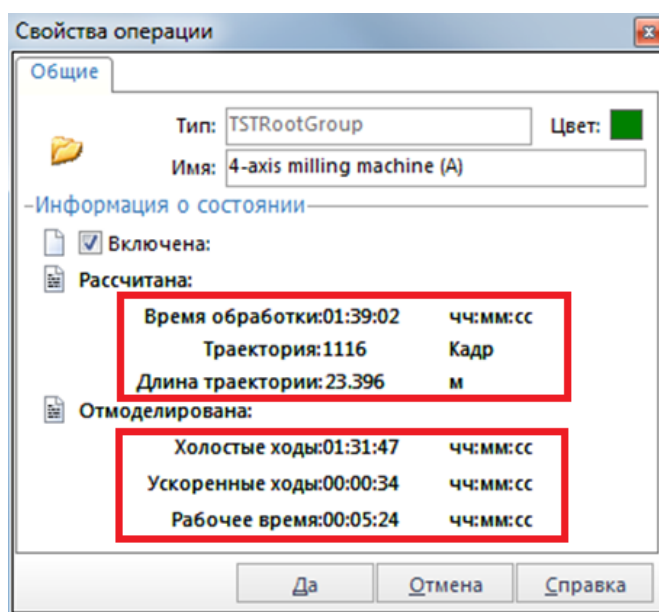 Свойства операции
Общие
Тип: TSTRootGroup Цвет:
Имя: 4-axis milling machine (A)
Информация о состоянии
Включена:
Рассчитана:
Время обработки:01:39:02 чч:мм:сс
Траектория:1116 Кадр
Длина траектории:23.396 м
Отмоделирована:
Холостые ходы:01:31:47 чч:мм:сс
Ускоренные ходы:00:00:34 чч:мм:сс
Рабочее время:00:05:24 чч:мм:сс
Да Отмена Справка